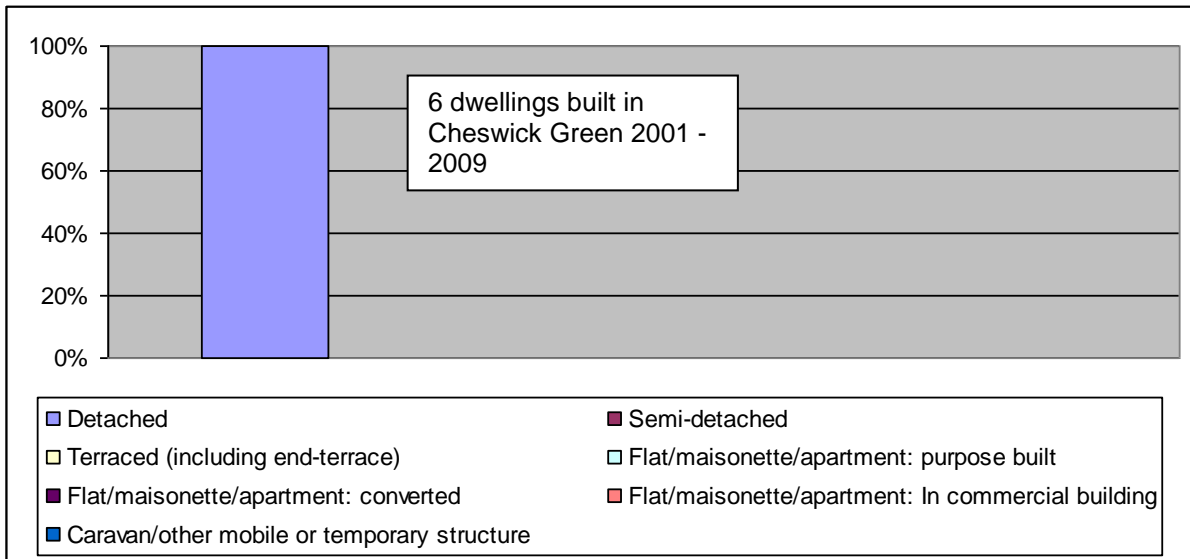 100%
80%
60%
40%
20%
0%
6 dwellings built in
Cheswick Green 2001 -
2009
Detached
Semi-detached
Terraced (including end-terrace)
Flat/maisonette/apartment: purpose built
Flat/maisonette/apartment: converted
Flat/maisonette/apartment: In commercial building
Caravan/other mobile or temporary structure